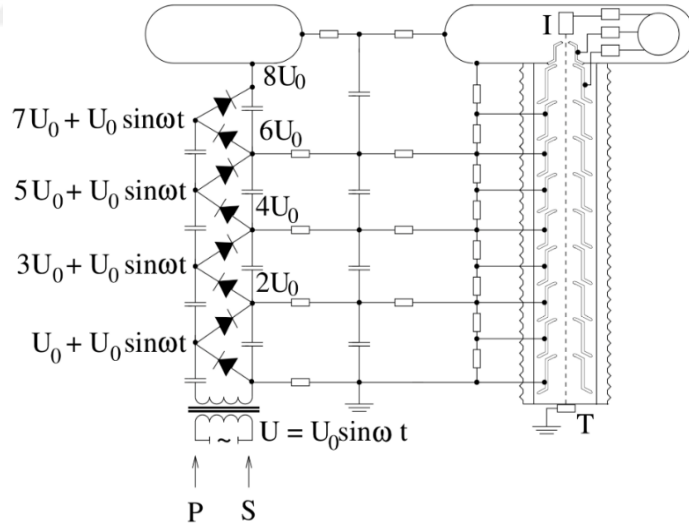 I
8U₀
7U₀ + U₀ sinωt
6U₀
5U₀ + U₀ sinωt
4U₀
3U₀ + U₀ sinωt
2U₀
U₀ + U₀ sinωt
T
~ U = U₀sinω t
P S